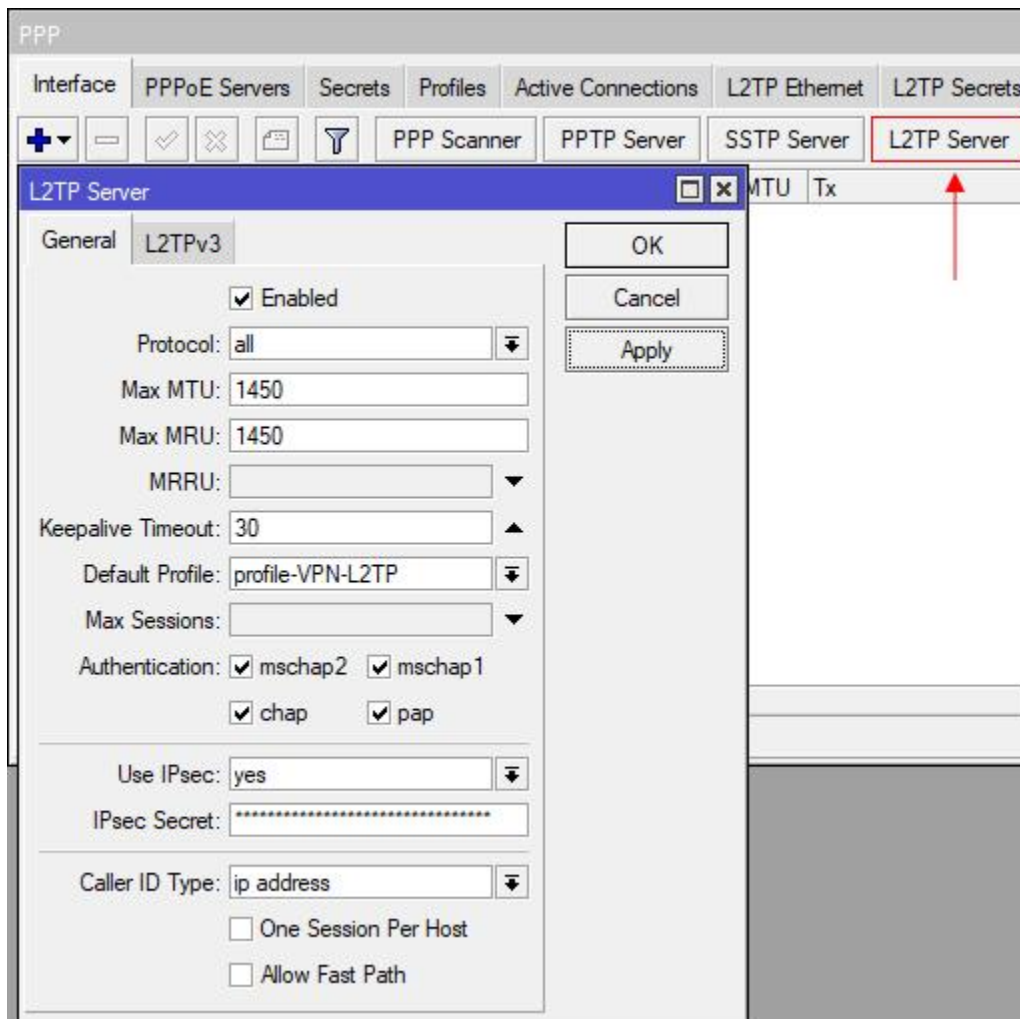 PPP
Interface PPPoE Servers Secrets Profiles Active Connections L2TP Ethernet L2TP Secrets
PPP Scanner PPTP Server SSTP Server L2TP Server
MTU Tx
L2TP Server
General L2TPv3
OK
Enabled
Cancel
Protocol: all
Apply
Max MTU: 1450
Max MRU: 1450
MRRU:
Keepalive Timeout: 30
Default Profile: profile-VPN-L2TP
Max Sessions:
Authentication: mschap2 mschap1
chap pap
Use IPsec: yes
IPsec Secret: ********************************
Caller ID Type: ip address
One Session Per Host
Allow Fast Path